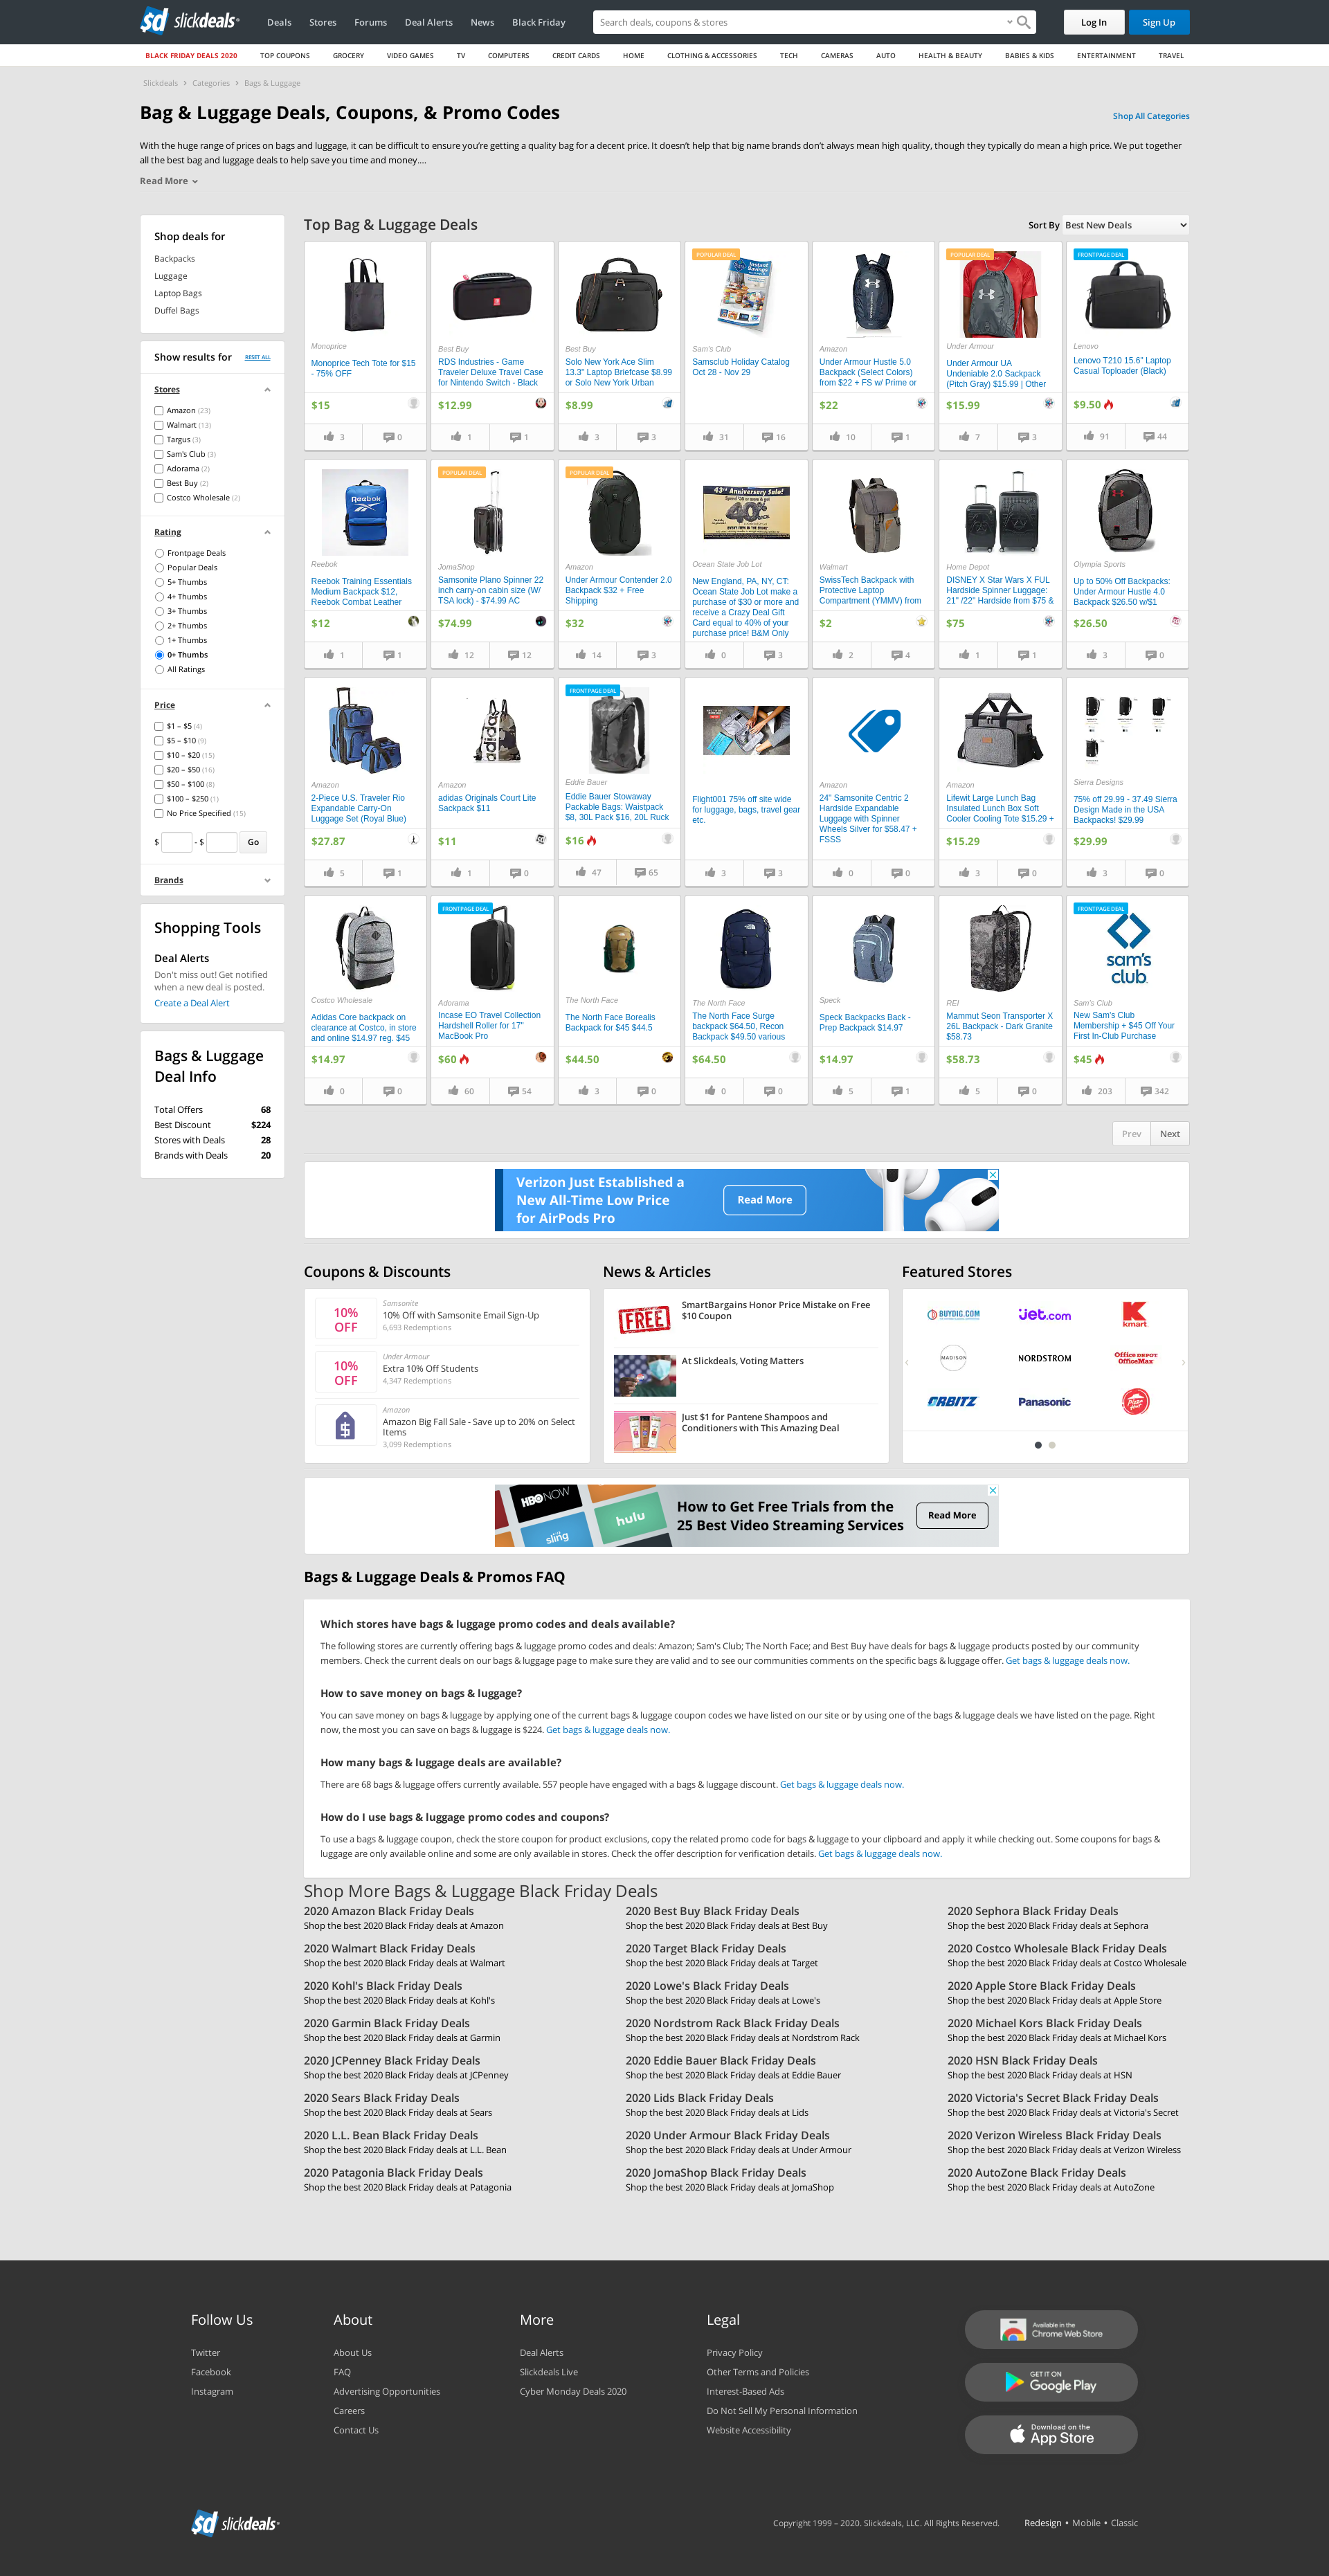 slickdeals
Deals Stores Forums Deal Alerts News Black Friday
Search deals, coupons & stores
Log In
Sign Up
BLACK FRIDAY DEALS 2020 TOP COUPONS GROCERY VIDEO GAMES TV COMPUTERS CREDIT CARDS HOME CLOTHING & ACCESSORIES TECH CAMERAS AUTO HEALTH & BEAUTY BABIES & KIDS ENTERTAINMENT TRAVEL
Slickdeals > Categories > Bags & Luggage
Bag & Luggage Deals, Coupons, & Promo Codes
Shop All Categories
With the huge range of prices on bags and luggage, it can be difficult to ensure you're getting a quality bag for a decent price. It doesn't help that big name brands don't always mean high quality, though they typically do mean a high price. We put together
all the best bag and luggage deals to help save you time and money....
Read More
Shop deals for
Backpacks
Luggage
Laptop Bags
Duffel Bags
Show results for RESET ALL
Stores
Amazon (23)
Walmart (13)
Targus (3)
Sam's Club (3)
Adorama (2)
Best Buy (2)
Costco Wholesale (2)
Rating
Frontpage Deals
Popular Deals
5+ Thumbs
4+ Thumbs
3+ Thumbs
2+ Thumbs
1+ Thumbs
0+ Thumbs
All Ratings
Price
$1 – $5 (4)
$5 – $10 (9)
$10 – $20 (15)
$20 – $50 (16)
$50 – $100 (8)
$100 – $250 (1)
No Price Specified (15)
$ - $ Go
Brands
Shopping Tools
Deal Alerts
Don't miss out! Get notified
when a new deal is posted.
Create a Deal Alert
Bags & Luggage
Deal Info
Total Offers 68
Best Discount $224
Stores with Deals 28
Brands with Deals 20
Top Bag & Luggage Deals
Sort By Best New Deals
Monoprice
Monoprice Tech Tote for $15
- 75% OFF
$15
3 0
Best Buy
RDS Industries - Game
Traveler Deluxe Travel Case
for Nintendo Switch - Black
$12.99
1 1
Best Buy
Solo New York Ace Slim
13.3" Laptop Briefcase $8.99
or Solo New York Urban
$8.99
3 3
POPULAR DEAL
Instant
Savings
Sam's Club
Samsclub Holiday Catalog
Oct 28 - Nov 29
31 16
Amazon
Under Armour Hustle 5.0
Backpack (Select Colors)
from $22 + FS w/ Prime or
$22
10 1
POPULAR DEAL
Under Armour
Under Armour UA
Undeniable 2.0 Sackpack
(Pitch Gray) $15.99 | Other
$15.99
7 3
FRONTPAGE DEAL
Lenovo
Lenovo T210 15.6" Laptop
Casual Toploader (Black)
$9.50
91 44
Reebok
Reebok
Reebok Training Essentials
Medium Backpack $12,
Reebok Combat Leather
$12
1 1
POPULAR DEAL
JomaShop
Samsonite Plano Spinner 22
inch carry-on cabin size (W/
TSA lock) - $74.99 AC
$74.99
12 12
POPULAR DEAL
Amazon
Under Armour Contender 2.0
Backpack $32 + Free
Shipping
$32
14 3
43rd Anniversary Sale!
40%
Ocean State Job Lot
New England, PA, NY, CT:
Ocean State Job Lot make a
purchase of $30 or more and
receive a Crazy Deal Gift
Card equal to 40% of your
purchase price! B&M Only
0 3
Walmart
SwissTech Backpack with
Protective Laptop
Compartment (YMMV) from
$2
2 4
Home Depot
DISNEY X Star Wars X FUL
Hardside Spinner Luggage:
21" /22" Hardside from $75 &
$75
1 1
Olympia Sports
Up to 50% Off Backpacks:
Under Armour Hustle 4.0
Backpack $26.50 w/$1
$26.50
3 0
Amazon
2-Piece U.S. Traveler Rio
Expandable Carry-On
Luggage Set (Royal Blue)
$27.87
5 1
adidas
Amazon
adidas Originals Court Lite
Sackpack $11
$11
1 0
FRONTPAGE DEAL
Eddie Bauer
Eddie Bauer Stowaway
Packable Bags: Waistpack
$8, 30L Pack $16, 20L Ruck
$16
47 65
Flight001 75% off site wide
for luggage, bags, travel gear
etc.
3 3
Amazon
24" Samsonite Centric 2
Hardside Expandable
Luggage with Spinner
Wheels Silver for $58.47 +
FSSS
0 0
Amazon
Lifewit Large Lunch Bag
Insulated Lunch Box Soft
Cooler Cooling Tote $15.29 +
$15.29
3 0
Sierra Designs
75% off 29.99 - 37.49 Sierra
Design Made in the USA
Backpacks! $29.99
$29.99
3 0
Costco Wholesale
Adidas Core backpack on
clearance at Costco, in store
and online $14.97 reg. $45
$14.97
0 0
FRONTPAGE DEAL
Adorama
Incase EO Travel Collection
Hardshell Roller for 17"
MacBook Pro
$60
60 54
The North Face
The North Face Borealis
Backpack for $45 $44.5
$44.50
3 0
The North Face
The North Face Surge
backpack $64.50, Recon
Backpack $49.50 various
$64.50
0 0
Speck
Speck Backpacks Back -
Prep Backpack $14.97
$14.97
5 1
REI
Mammut Seon Transporter X
26L Backpack - Dark Granite
$58.73
$58.73
5 0
FRONTPAGE DEAL
sam's
club
Sam's Club
New Sam's Club
Membership + $45 Off Your
First In-Club Purchase
$45
203 342
Prev Next
Verizon Just Established a
New All-Time Low Price
for AirPods Pro
Read More
Coupons & Discounts
10%
OFF
Samsonite
10% Off with Samsonite Email Sign-Up
6,693 Redemptions
10%
OFF
Under Armour
Extra 10% Off Students
4,347 Redemptions
Amazon
Amazon Big Fall Sale - Save up to 20% on Select
Items
3,099 Redemptions
News & Articles
FREE
SmartBargains Honor Price Mistake on Free
$10 Coupon
At Slickdeals, Voting Matters
Just $1 for Pantene Shampoos and
Conditioners with This Amazing Deal
Featured Stores
BUYDIG.COM
Jet.com
kmart
MADISON
NORDSTROM
Office DEPOT
OfficeMax
ORBITZ
Panasonic
Pizza Hut
HBO NOW
hulu
sling
How to Get Free Trials from the
25 Best Video Streaming Services
Read More
Bags & Luggage Deals & Promos FAQ
Which stores have bags & luggage promo codes and deals available?
The following stores are currently offering bags & luggage promo codes and deals: Amazon; Sam's Club; The North Face; and Best Buy have deals for bags & luggage products posted by our community
members. Check the current deals on our bags & luggage page to make sure they are valid and to see our communities comments on the specific bags & luggage offer. Get bags & luggage deals now.
How to save money on bags & luggage?
You can save money on bags & luggage by applying one of the current bags & luggage coupon codes we have listed on our site or by using one of the bags & luggage deals we have listed on the page. Right
now, the most you can save on bags & luggage is $224. Get bags & luggage deals now.
How many bags & luggage deals are available?
There are 68 bags & luggage offers currently available. 557 people have engaged with a bags & luggage discount. Get bags & luggage deals now.
How do I use bags & luggage promo codes and coupons?
To use a bags & luggage coupon, check the store coupon for product exclusions, copy the related promo code for bags & luggage to your clipboard and apply it while checking out. Some coupons for bags &
luggage are only available online and some are only available in stores. Check the offer description for verification details. Get bags & luggage deals now.
Shop More Bags & Luggage Black Friday Deals
2020 Amazon Black Friday Deals
Shop the best 2020 Black Friday deals at Amazon
2020 Best Buy Black Friday Deals
Shop the best 2020 Black Friday deals at Best Buy
2020 Sephora Black Friday Deals
Shop the best 2020 Black Friday deals at Sephora
2020 Walmart Black Friday Deals
Shop the best 2020 Black Friday deals at Walmart
2020 Target Black Friday Deals
Shop the best 2020 Black Friday deals at Target
2020 Costco Wholesale Black Friday Deals
Shop the best 2020 Black Friday deals at Costco Wholesale
2020 Kohl's Black Friday Deals
Shop the best 2020 Black Friday deals at Kohl's
2020 Lowe's Black Friday Deals
Shop the best 2020 Black Friday deals at Lowe's
2020 Apple Store Black Friday Deals
Shop the best 2020 Black Friday deals at Apple Store
2020 Garmin Black Friday Deals
Shop the best 2020 Black Friday deals at Garmin
2020 Nordstrom Rack Black Friday Deals
Shop the best 2020 Black Friday deals at Nordstrom Rack
2020 Michael Kors Black Friday Deals
Shop the best 2020 Black Friday deals at Michael Kors
2020 JCPenney Black Friday Deals
Shop the best 2020 Black Friday deals at JCPenney
2020 Eddie Bauer Black Friday Deals
Shop the best 2020 Black Friday deals at Eddie Bauer
2020 HSN Black Friday Deals
Shop the best 2020 Black Friday deals at HSN
2020 Sears Black Friday Deals
Shop the best 2020 Black Friday deals at Sears
2020 Lids Black Friday Deals
Shop the best 2020 Black Friday deals at Lids
2020 Victoria's Secret Black Friday Deals
Shop the best 2020 Black Friday deals at Victoria's Secret
2020 L.L. Bean Black Friday Deals
Shop the best 2020 Black Friday deals at L.L. Bean
2020 Under Armour Black Friday Deals
Shop the best 2020 Black Friday deals at Under Armour
2020 Verizon Wireless Black Friday Deals
Shop the best 2020 Black Friday deals at Verizon Wireless
2020 Patagonia Black Friday Deals
Shop the best 2020 Black Friday deals at Patagonia
2020 JomaShop Black Friday Deals
Shop the best 2020 Black Friday deals at JomaShop
2020 AutoZone Black Friday Deals
Shop the best 2020 Black Friday deals at AutoZone
Follow Us
Twitter
Facebook
Instagram
About
About Us
FAQ
Advertising Opportunities
Careers
Contact Us
More
Deal Alerts
Slickdeals Live
Cyber Monday Deals 2020
Legal
Privacy Policy
Other Terms and Policies
Interest-Based Ads
Do Not Sell My Personal Information
Website Accessibility
Available in the
Chrome Web Store
GET IT ON
Google Play
Download on the
App Store
slickdeals
Copyright 1999 – 2020. Slickdeals, LLC. All Rights Reserved.
Redesign • Mobile • Classic